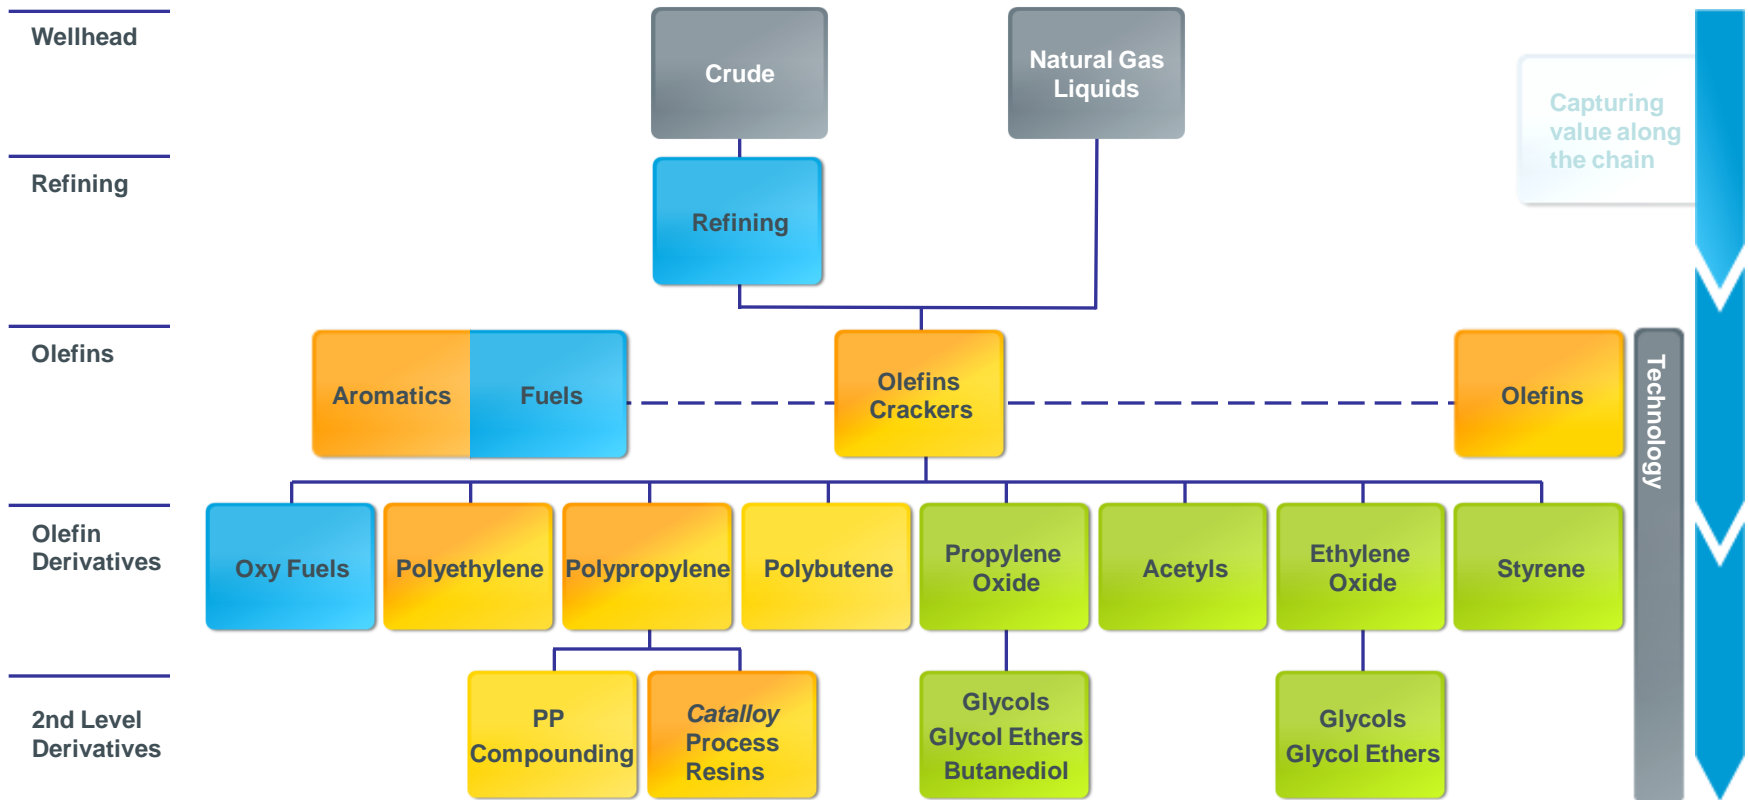 Wellhead
Crude
Natural Gas
Liquids
Capturing
value along
the chain
Refining
Refining
Olefins
Aromatics
Fuels
Olefins
Crackers
Olefins
Technology
Olefin
Derivatives
Oxy Fuels
Polyethylene
Polypropylene
Polybutene
Propylene
Oxide
Acetyls
Ethylene
Oxide
Styrene
2nd Level
Derivatives
PP
Compounding
Catalloy
Process
Resins
Glycols
Glycol Ethers
Butanediol
Glycols
Glycol Ethers